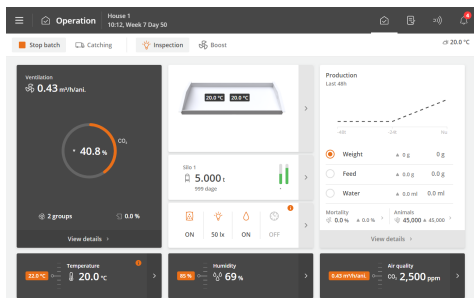 Operation
House 1
10:12, Week 7 Day 50
4
Stop batch
Catching
Inspection
Boost
20.0 °C
Ventilation
0.43 m³/h/ani.
CO₂
40.8 %
2 groups
0.0 %
View details
20.0 °C 20.0 °C
Silo 1
5.000 t
999 days
ON
50 lx
ON
OFF
Production
Last 48h
48h
24h
Weight
0 g
0 g
Feed
0.0 g
0.0 g
Water
0.0 ml
0.0 ml
Mortality
0.0 %
0.0 %
Animals
45,000
45,000
View details
Temperature
22.0 °C
20.0 °C
Humidity
85 %
69 %
Air quality
0.43 m³/h/ani.
CO₂ 2,500 ppm